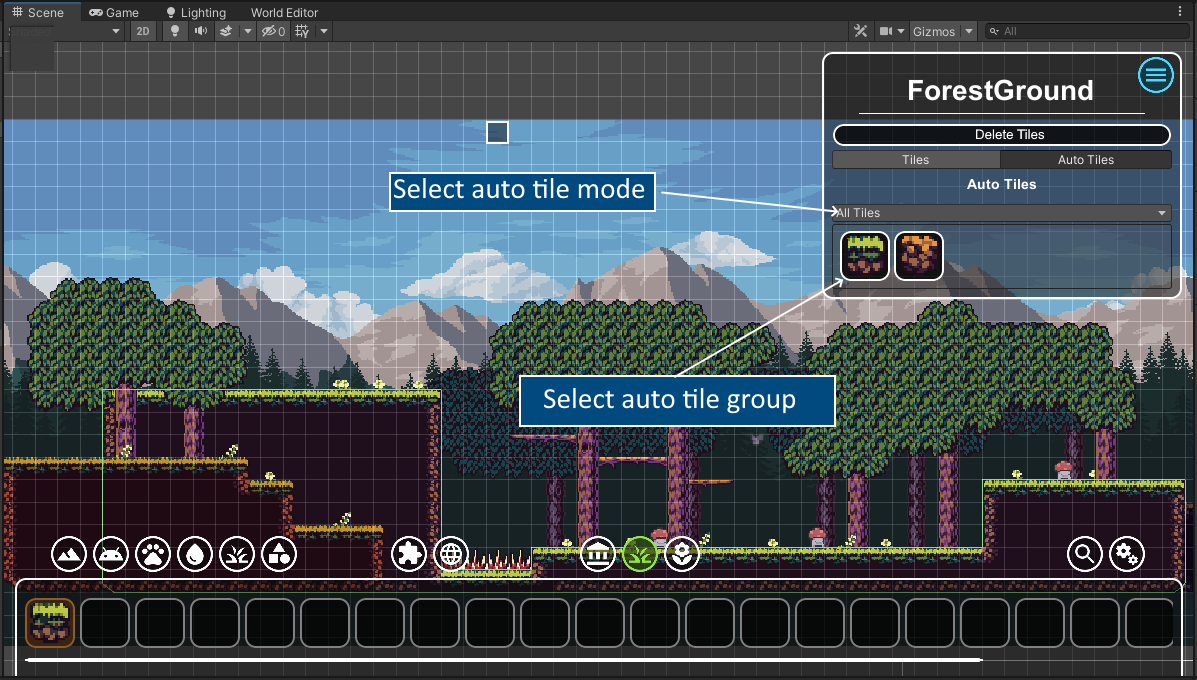 Scene Game Lighting World Editor
2D 0 Gizmos All
ForestGround
Delete Tiles
Tiles Auto Tiles
Auto Tiles
All Tiles
Select auto tile mode
Select auto tile group